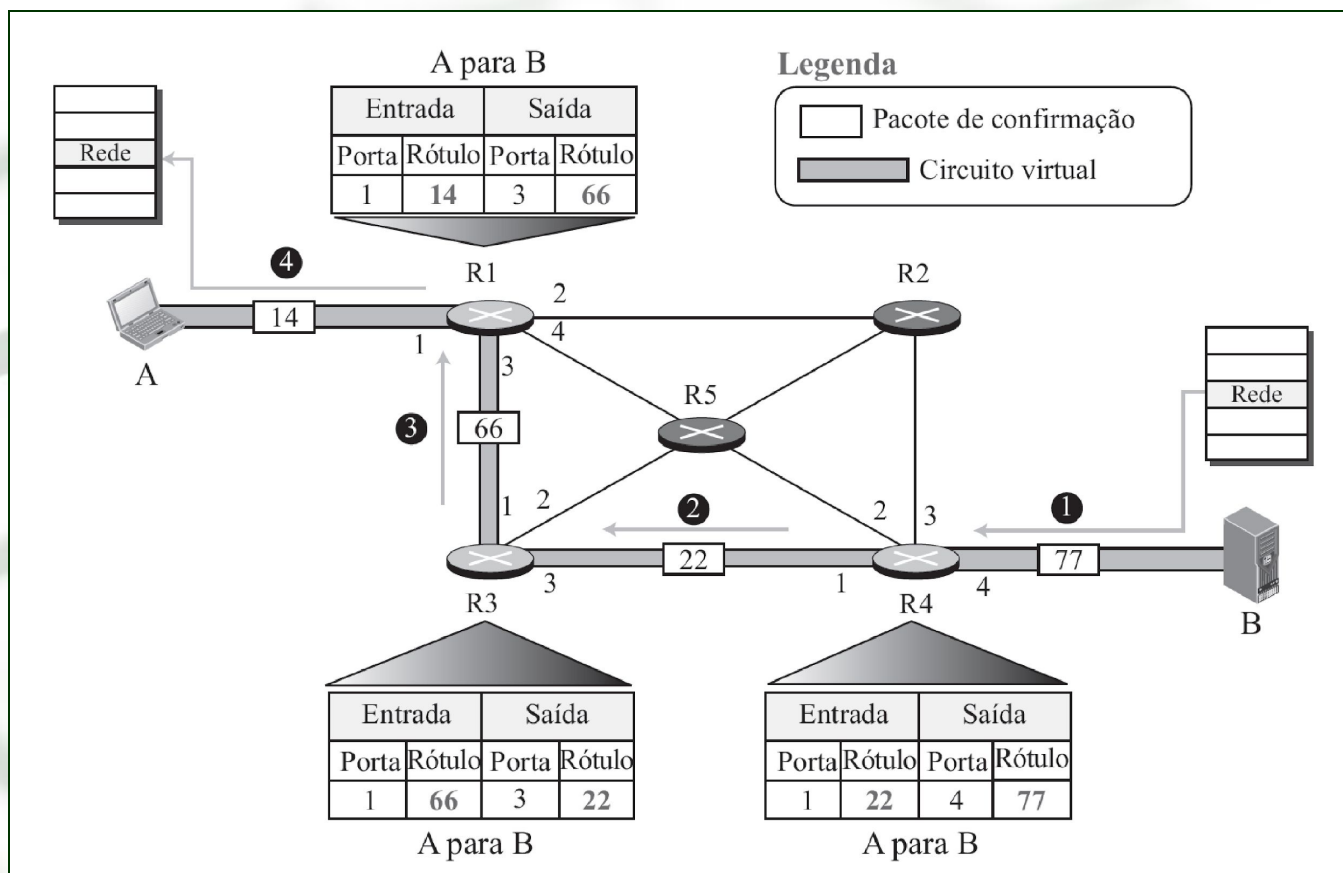 A para B
Entrada Saída
Porta Rótulo Porta Rótulo
1 14 3 66
Legenda
Pacote de confirmação
Circuito virtual
Rede
4
R1
R2
14
2
4
1
3
A
Rede
R5
3
66
1
2
2
2
3
1
22
77
3
1
4
R3
R4
B
Entrada Saída
Porta Rótulo Porta Rótulo
1 66 3 22
A para B
Entrada Saída
Porta Rótulo Porta Rótulo
1 22 4 77
A para B